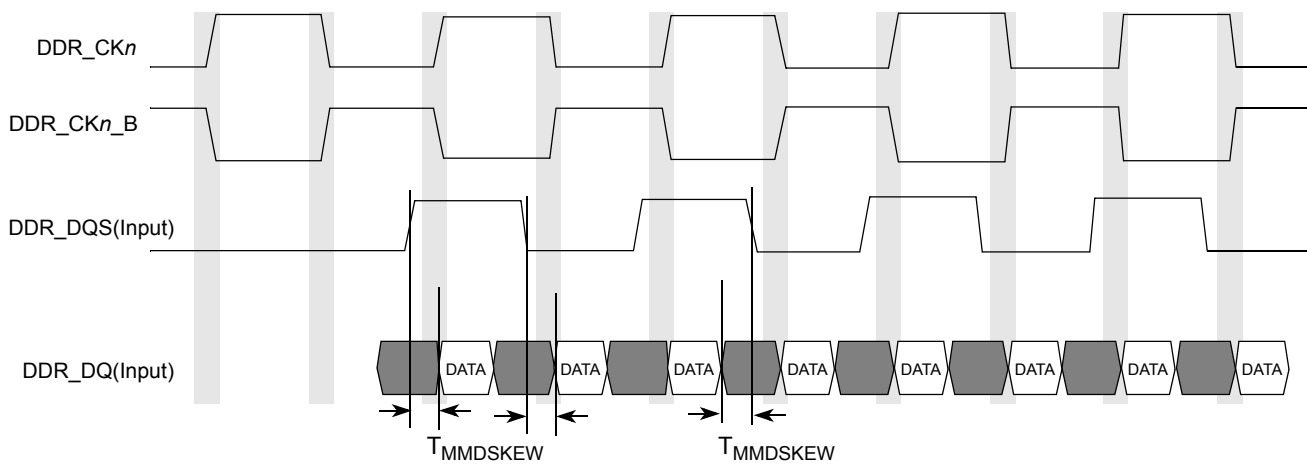 DDR_CKn
DDR_CKn_B
DDR_DQS(Input)
DDR_DQ(Input)
DATA DATA DATA DATA DATA DATA DATA DATA
TMMDSKEW TMMDSKEW